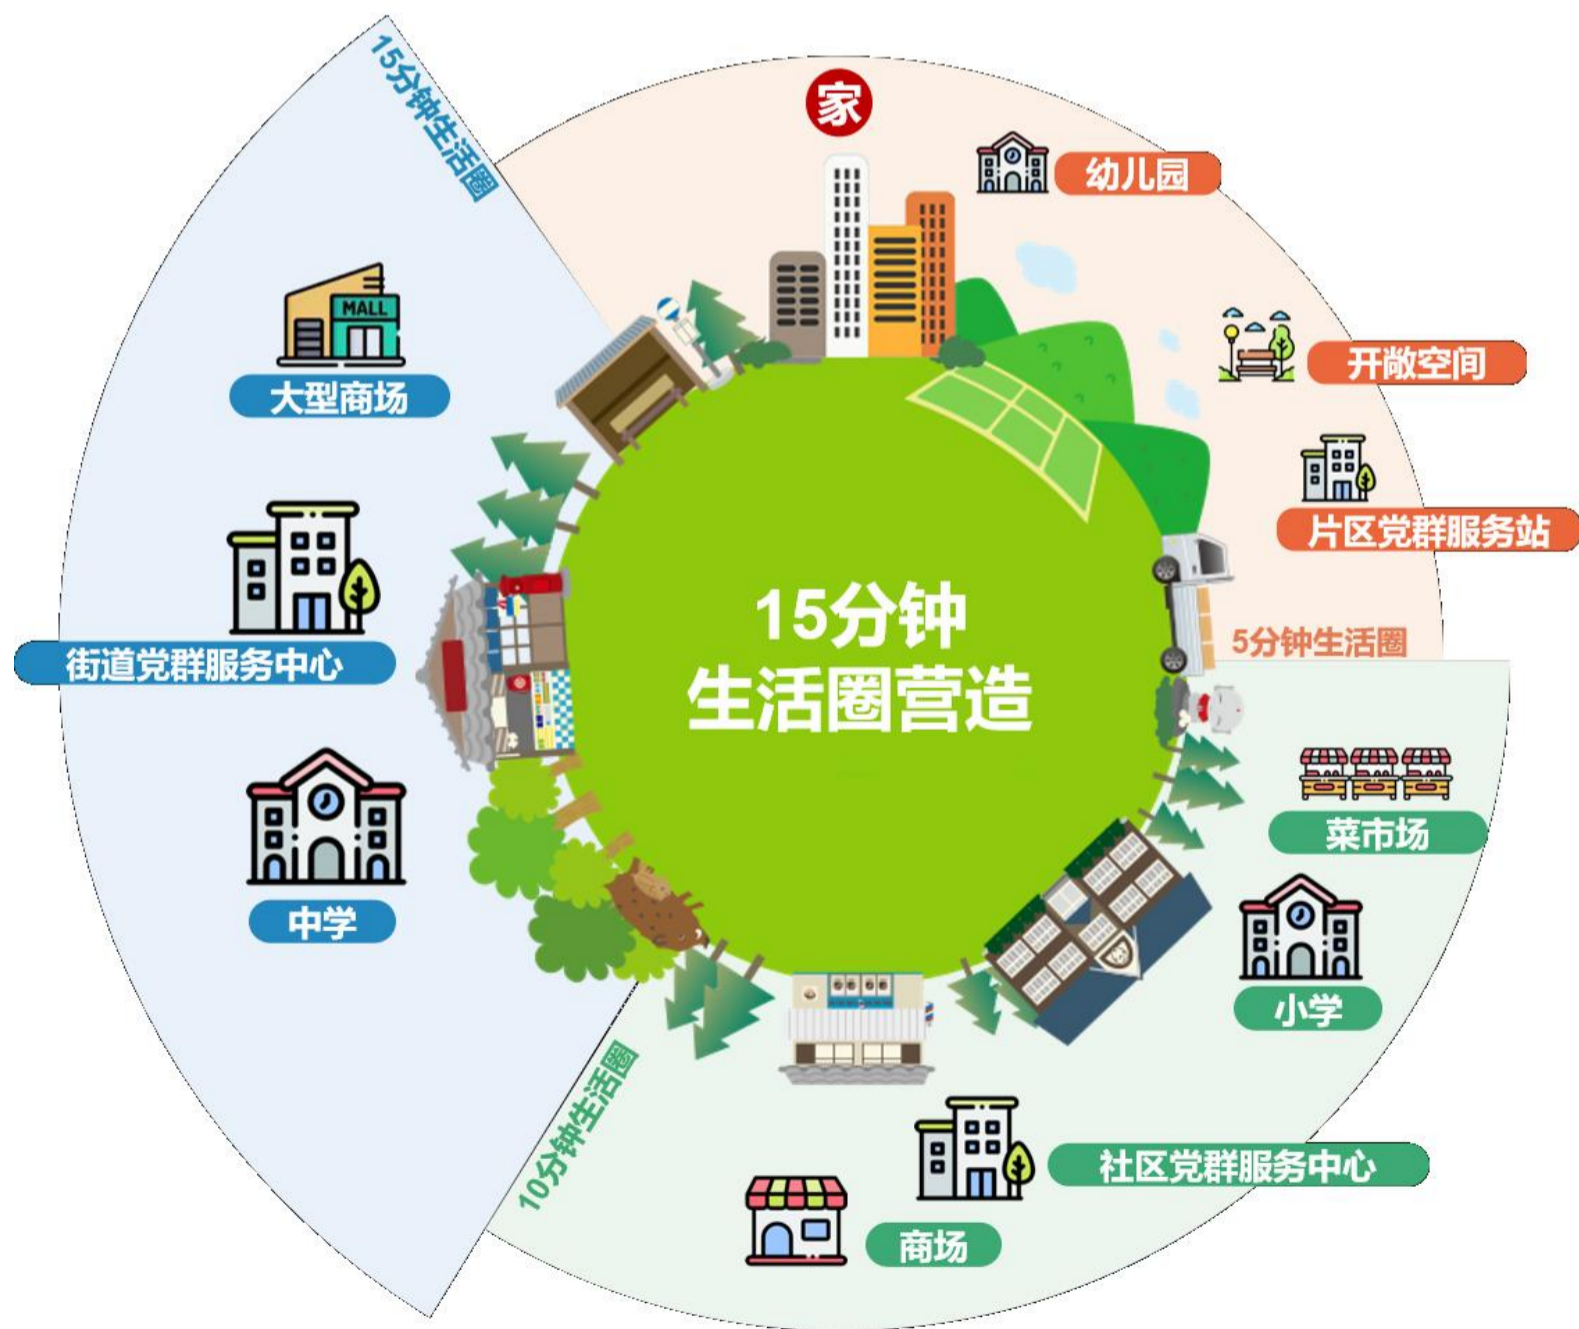 15分钟生活圈
家
幼儿园
大型商场
MALL
开敞空间
片区党群服务站
街道党群服务中心
15分钟
生活圈营造
5分钟生活圈
菜市场
中学
小学
10分钟生活圈
社区党群服务中心
商场